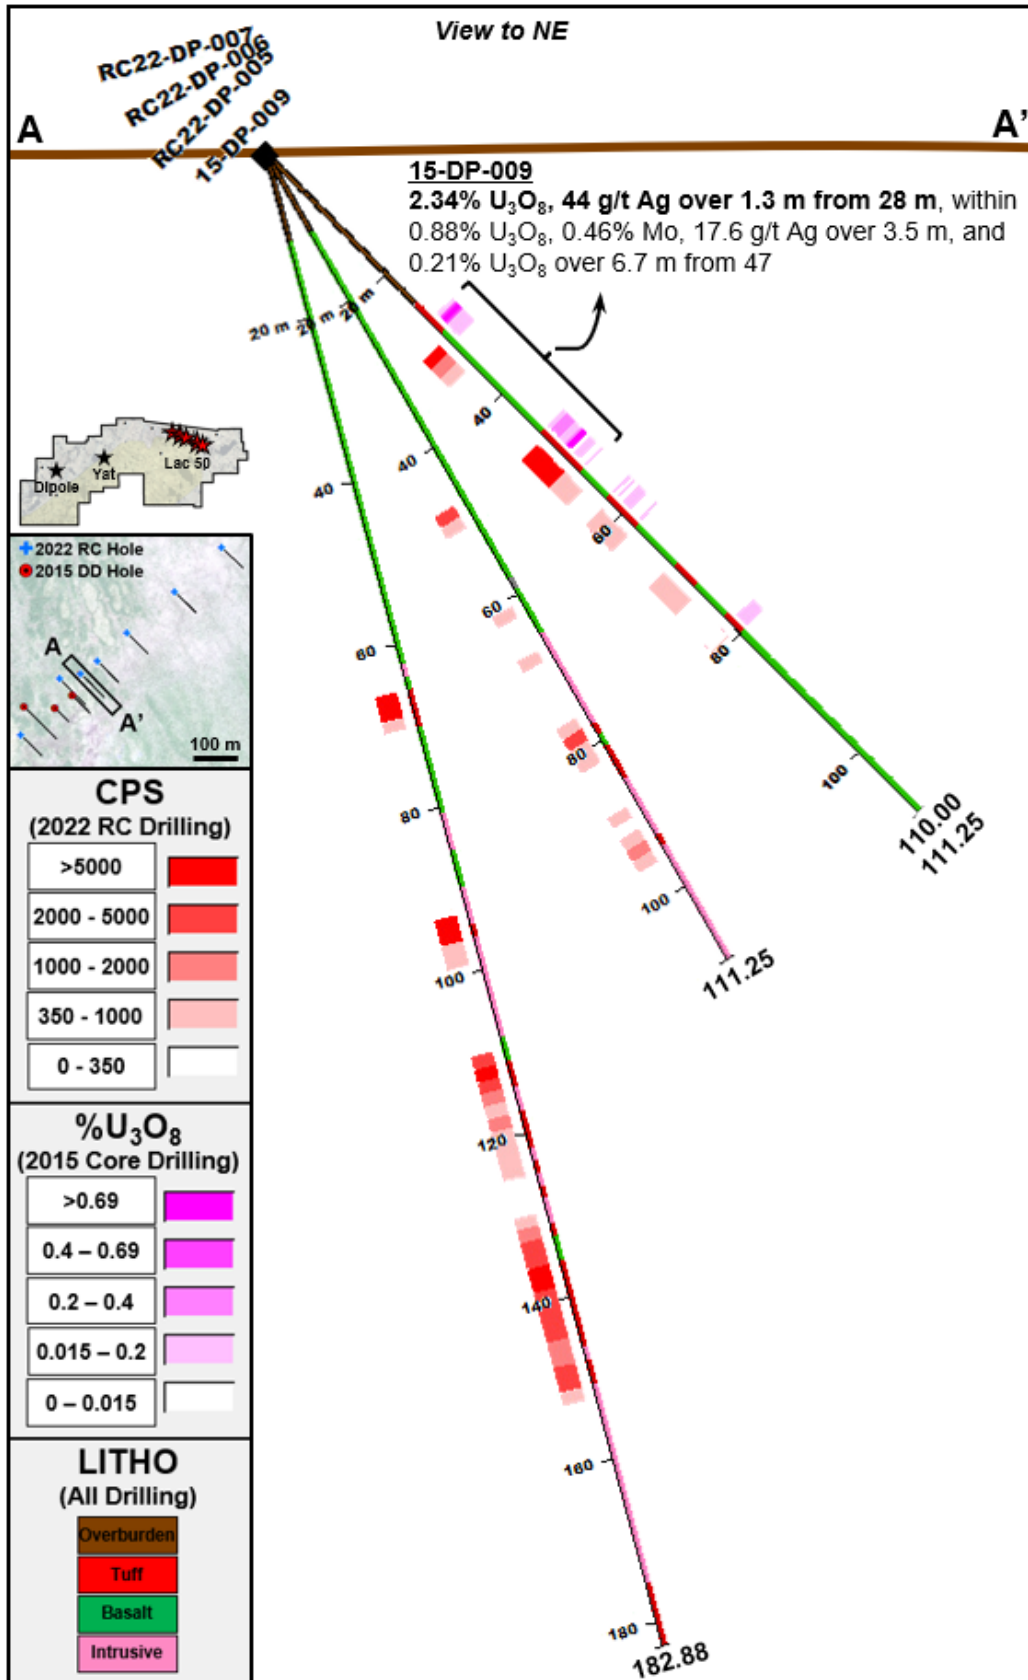 View to NE
RC22-DP-007
RC22-DP-006
RC22-DP-005
15-DP-009
A
A’
15-DP-009
2.34% U₃O₈, 44 g/t Ag over 1.3 m from 28 m, within
0.88% U₃O₈, 0.46% Mo, 17.6 g/t Ag over 3.5 m, and
0.21% U₃O₈ over 6.7 m from 47
20 m
20 m
20 m
40
40
40
60
60
60
80
80
80
100
100
100
110.00
111.25
111.25
120
140
160
180
182.88
Dipole
Yat
Lac 50
2022 RC Hole
2015 DD Hole
A
A’
100 m
CPS
(2022 RC Drilling)
>5000
2000 - 5000
1000 - 2000
350 - 1000
0 - 350
%U₃O₈
(2015 Core Drilling)
>0.69
0.4 – 0.69
0.2 – 0.4
0.015 – 0.2
0 – 0.015
LITHO
(All Drilling)
Overburden
Tuff
Basalt
Intrusive